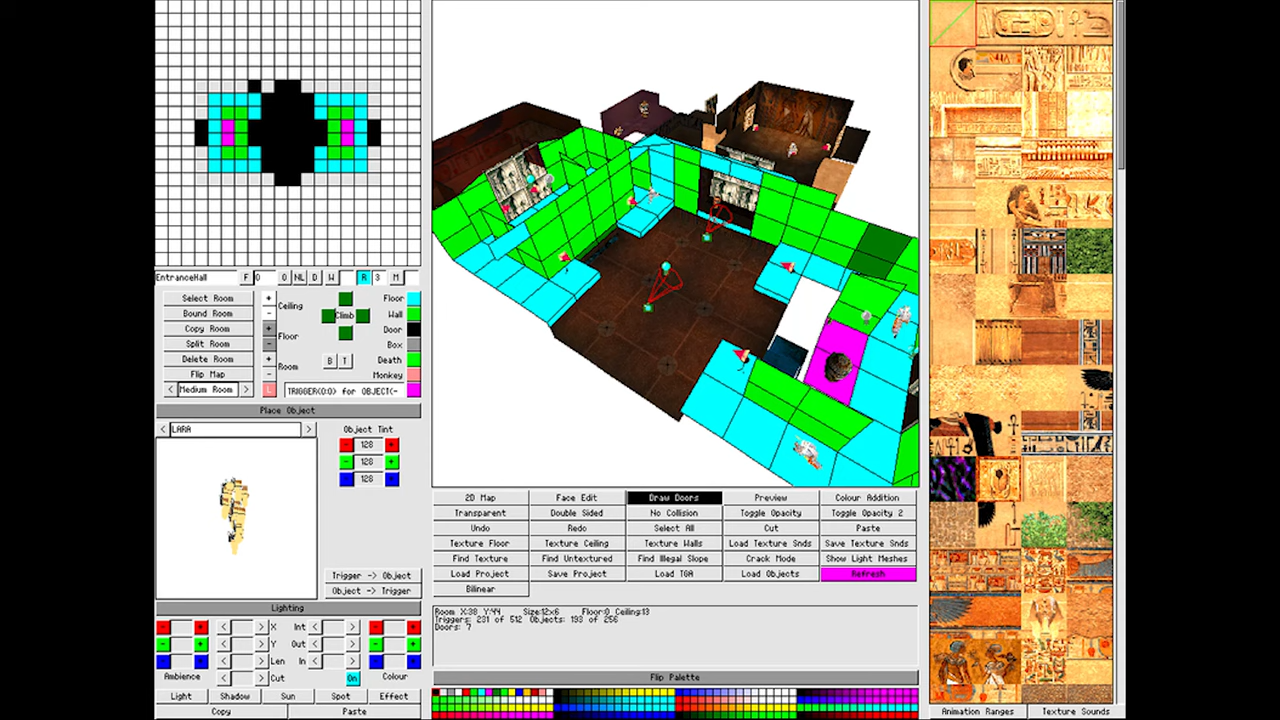 EntranceHall F 0 O NL D W R 3 M
Select Room + Ceiling Floor
Bound Room - Climb Wall
Copy Room + Floor Door
Split Room - Box
Delete Room + Room B T Death
Flip Map - Monkey
< Medium Room > L TRIGGER(0:0) for OBJECT(-
Place Object
< LARA > Object Tint
- 128 +
- 128 +
- 128 +
Trigger -> Object
Object -> Trigger
Lighting
- + < > X Int < > - +
- + < > Y Out < > - +
- + < > Len In < > - +
Ambience < > Cut On Colour
Light Shadow Sun Spot Effect
Copy Paste
2D Map Face Edit Draw Doors Preview Colour Addition
Transparent Double Sided No Collision Toggle Opacity Toggle Opacity 2
Undo Redo Select All Cut Paste
Texture Floor Texture Ceiling Texture Walls Load Texture Snds Save Texture Snds
Find Texture Find Untextured Find Illegal Slope Crack Mode Show Light Meshes
Load Project Save Project Load TGA Load Objects Refresh
Bilinear
Room X:38 Y:44 Size:12x6 Floor:0 Ceiling:13
Triggers: 231 of 512 Objects: 193 of 256
Doors: 7
Flip Palette
Animation Ranges Texture Sounds